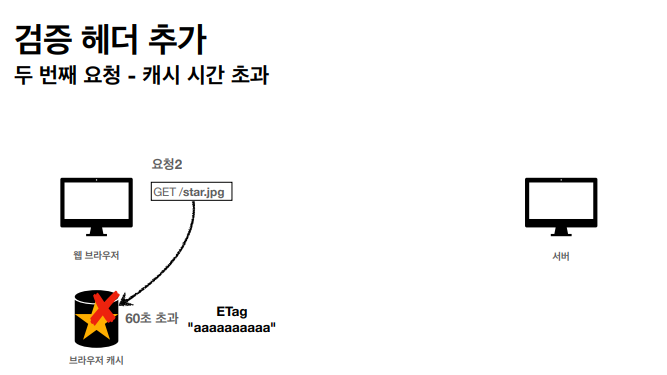 검증 헤더 추가
두 번째 요청 - 캐시 시간 초과
요청2
GET /star.jpg
웹 브라우저
서버
60초 초과
ETag
"aaaaaaaaaa"
브라우저 캐시